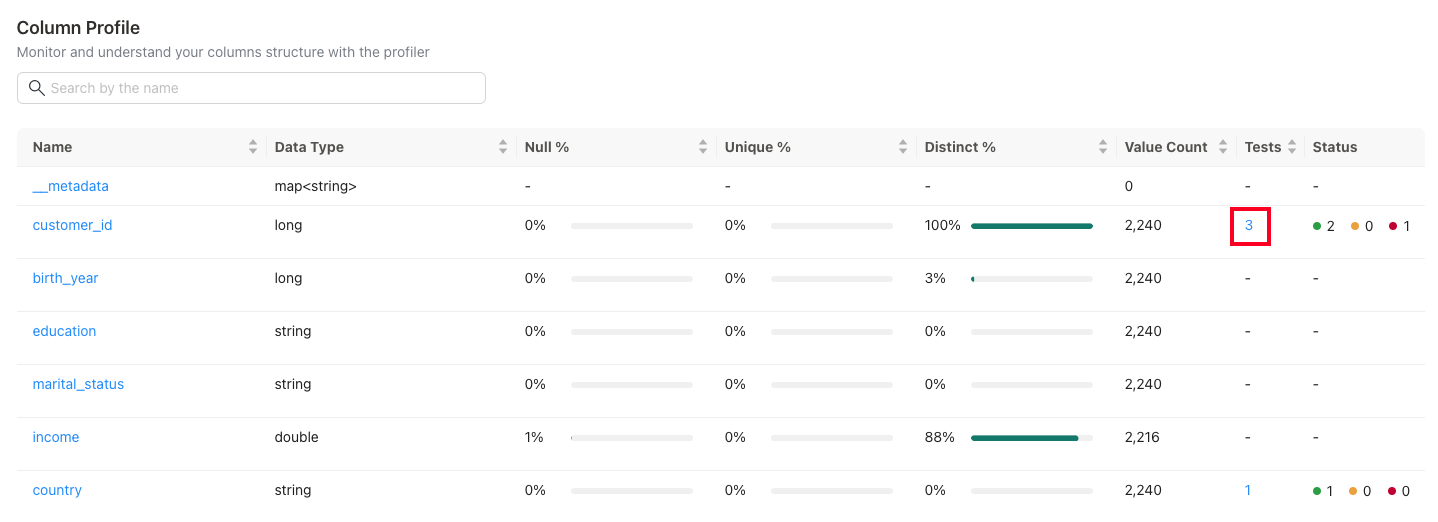 Column Profile
Monitor and understand your columns structure with the profiler
Search by the name
Name Data Type Null % Unique % Distinct % Value Count Tests Status
__metadata map<string> - - - 0 - -
customer_id long 0% 0% 100% 2,240 3 2 0 1
birth_year long 0% 0% 3% 2,240 - -
education string 0% 0% 0% 2,240 - -
marital_status string 0% 0% 0% 2,240 - -
income double 1% 0% 88% 2,216 - -
country string 0% 0% 0% 2,240 1 1 0 0